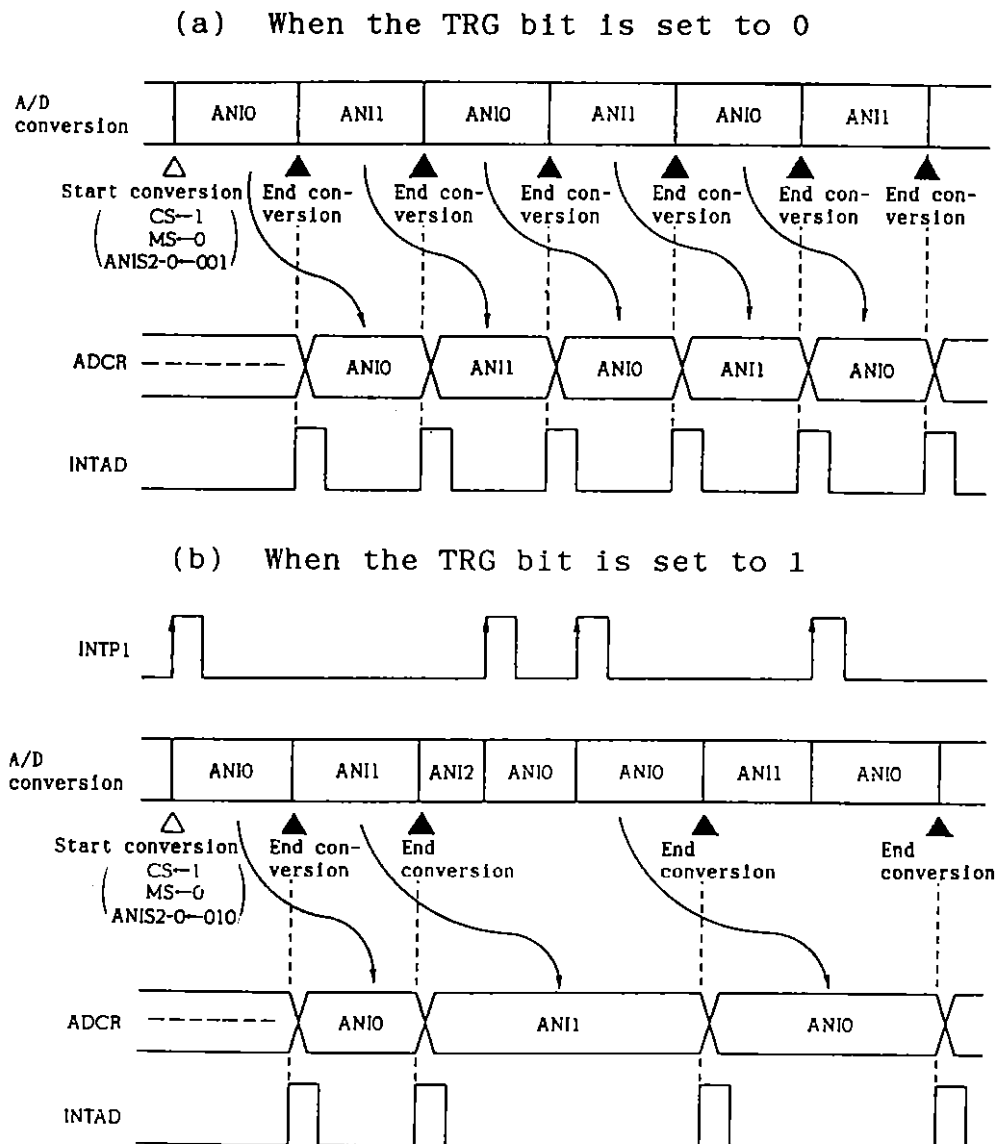 (a) When the TRG bit is set to 0
A/D
conversion
ANI0 ANI1 ANI0 ANI1 ANI0 ANI1
Start conversion
CS←1
MS←0
ANIS2-0←001
End con-
version
End con-
version
End con-
version
End con-
version
End con-
version
End con-
version
ADCR
ANI0 ANI1 ANI0 ANI1 ANI0
INTAD
(b) When the TRG bit is set to 1
INTP1
A/D
conversion
ANI0 ANI1 ANI2 ANI0 ANI0 ANI1 ANI0
Start conversion
CS←1
MS←0
ANIS2-0←010
End con-
version
End
conversion
End
conversion
End
conversion
ADCR
ANI0 ANI1 ANI0
INTAD